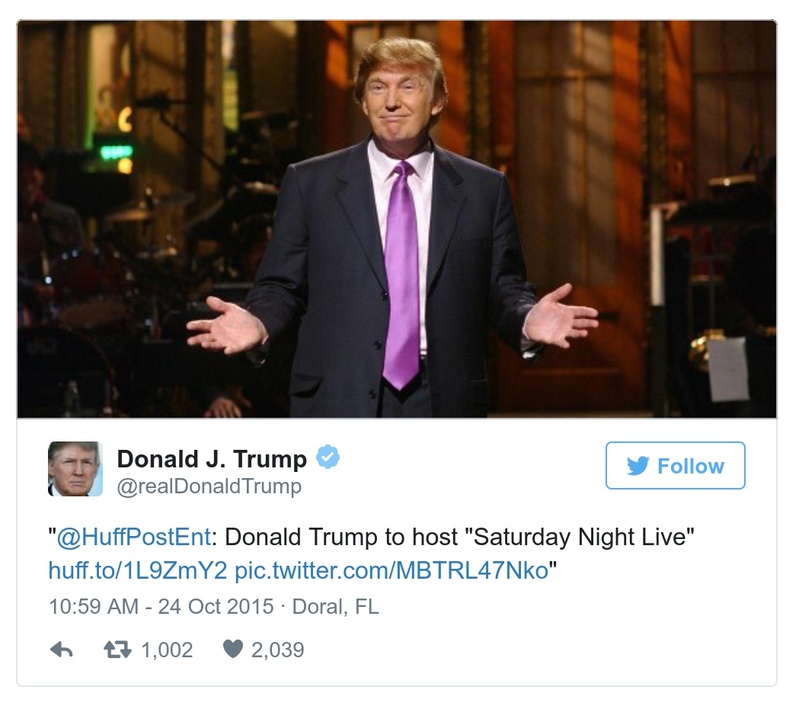 Donald J. Trump
@realDonaldTrump
Follow
"@HuffPostEnt: Donald Trump to host "Saturday Night Live"
huff.to/1L9ZmY2 pic.twitter.com/MBTRL47Nko"
10:59 AM - 24 Oct 2015 · Doral, FL
1,002 2,039